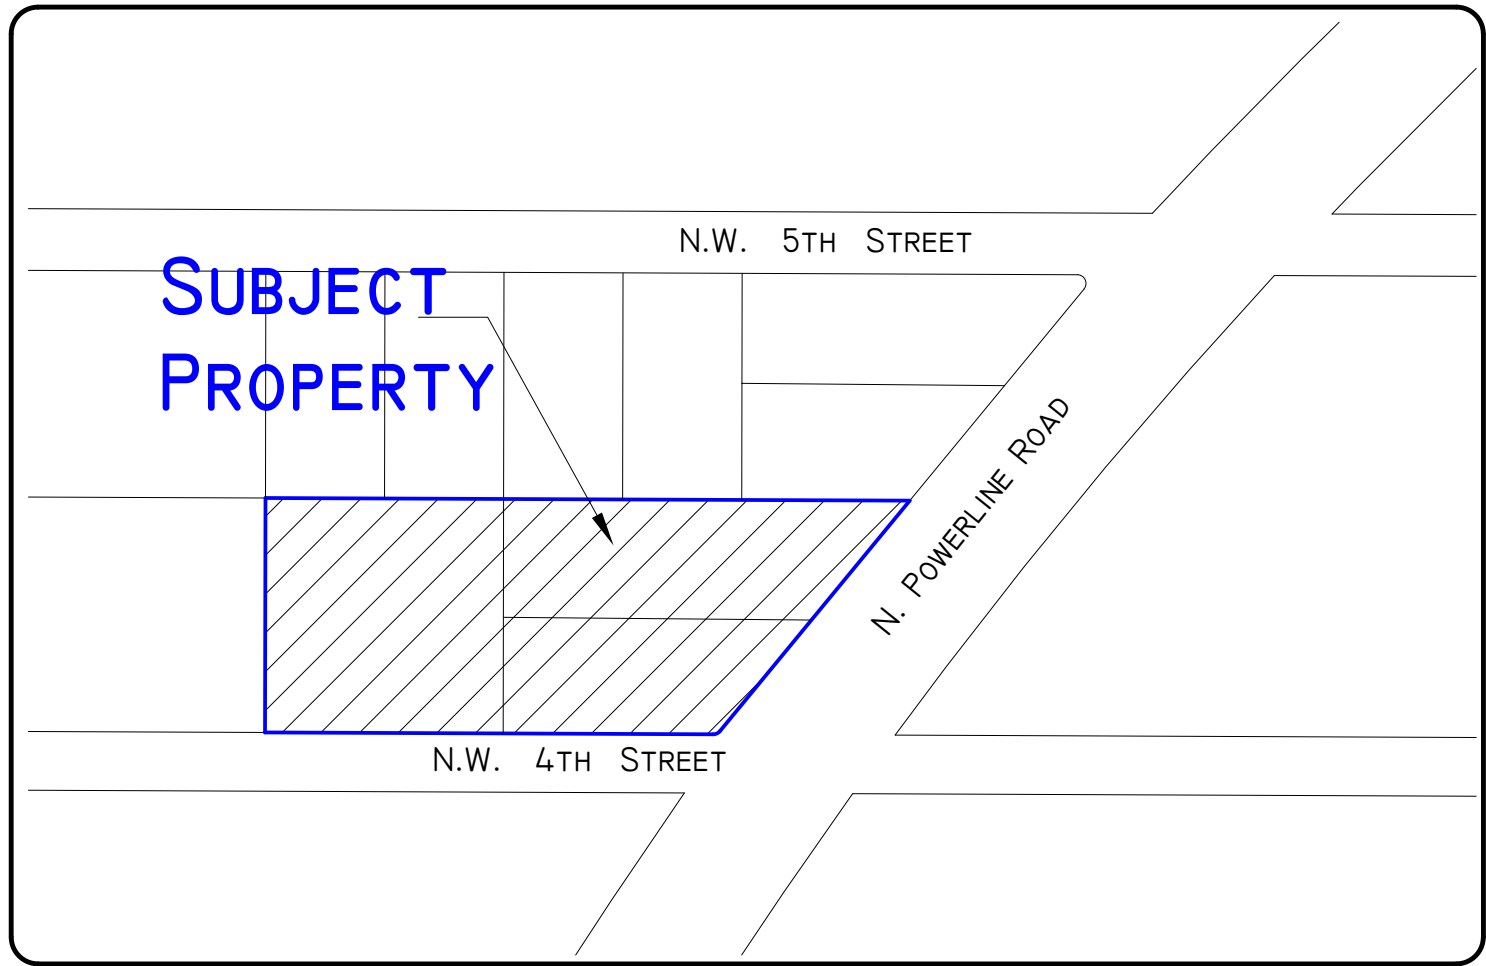 N.W. 5TH STREET
SUBJECT
PROPERTY
N. POWERLINE ROAD
N.W. 4TH STREET